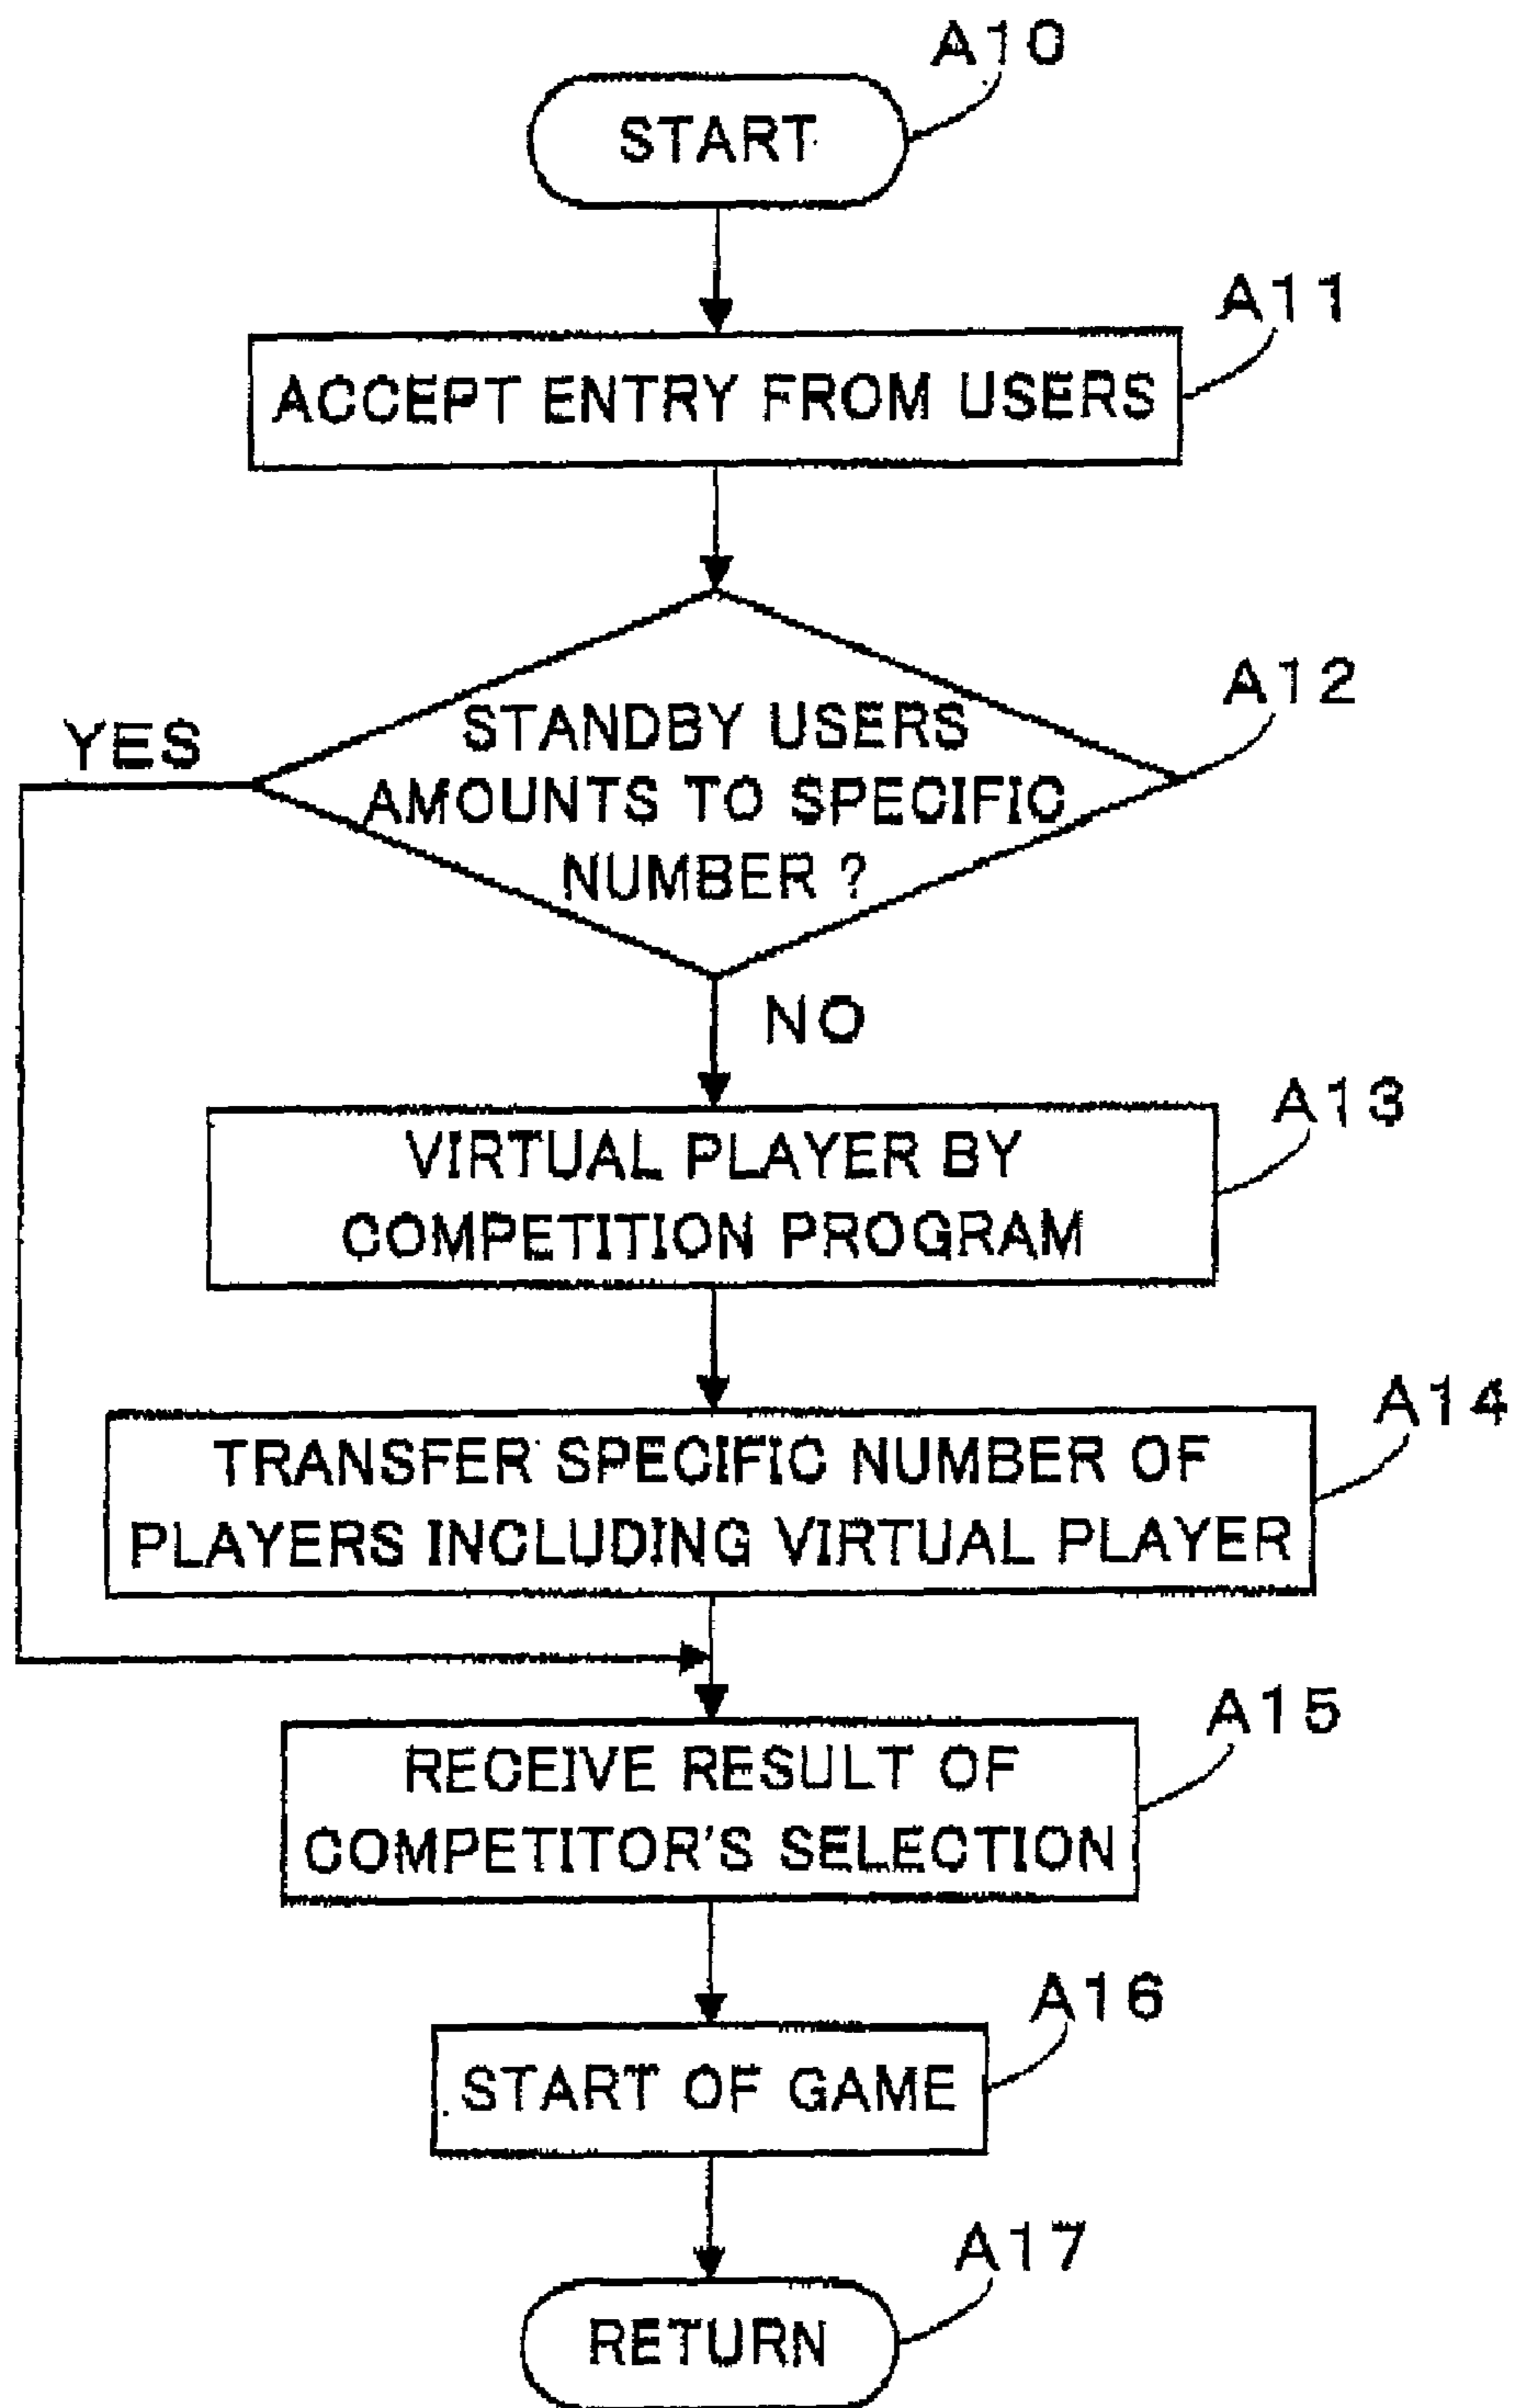 A10
START
A11
ACCEPT ENTRY FROM USERS
A12
YES
STANDBY USERS
AMOUNTS TO SPECIFIC
NUMBER ?
NO
A13
VIRTUAL PLAYER BY
COMPETITION PROGRAM
A14
TRANSFER SPECIFIC NUMBER OF
PLAYERS INCLUDING VIRTUAL PLAYER
A15
RECEIVE RESULT OF
COMPETITOR'S SELECTION
A16
START OF GAME
A17
RETURN